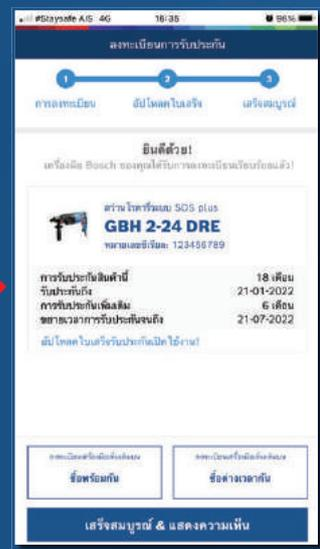 #Staysafe AIS 4G 16:35 96%
ลงทะเบียนการรับประกัน
1 2 3
การลงทะเบียน อัปโหลดใบเสร็จ เสร็จสมบูรณ์
ยินดีด้วย!
เครื่องมือ Bosch ของคุณได้รับการลงทะเบียนเรียบร้อยแล้ว!
สว่านโรตารี่ระบบ SDS plus
GBH 2-24 DRE
หมายเลขซีเรียล: 123456789
การรับประกันสินค้านี้ 18 เดือน
รับประกันถึง 21-01-2022
การรับประกันเพิ่มเติม 6 เดือน
ขยายเวลาการรับประกันจนถึง 21-07-2022
อัปโหลดใบเสร็จรับประกันเปิดใช้งาน!
ซื้อพร้อมกัน ซื้อต่างเวลากัน
เสร็จสมบูรณ์ & แสดงความเห็น